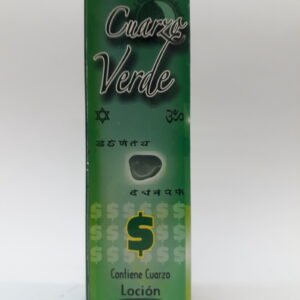 Cuarzo
Verde
ॐ
$
Contiene Cuarzo
Loción